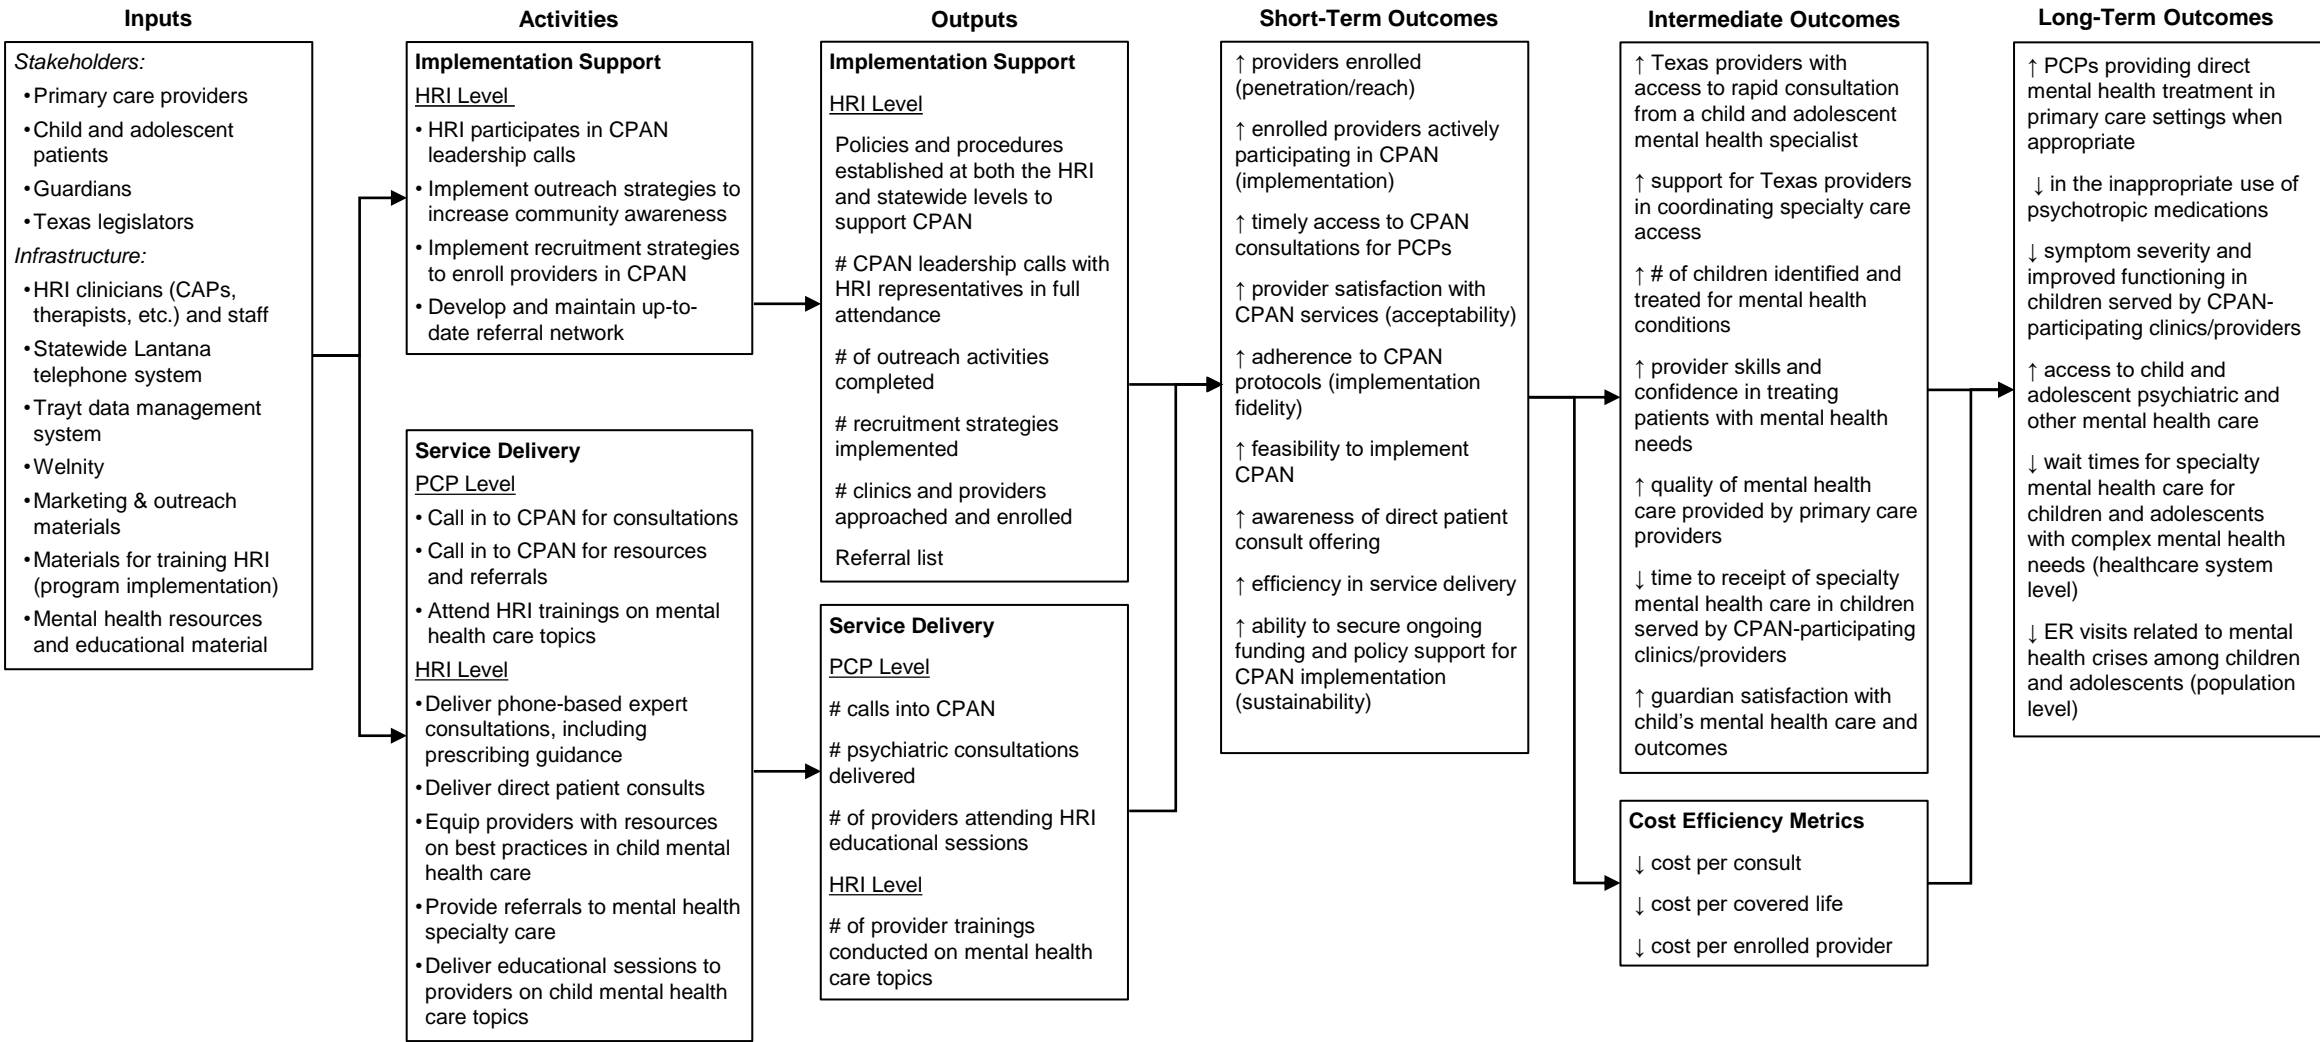 Inputs
Stakeholders:
•Primary care providers
•Child and adolescent
patients
•Guardians
•Texas legislators
Infrastructure:
•HRI clinicians (CAPs,
therapists, etc.) and staff
•Statewide Lantana
telephone system
•Trayt data management
system
•Welnity
•Marketing & outreach
materials
•Materials for training HRI
(program implementation)
•Mental health resources
and educational material
Activities
Implementation Support
HRI Level
• HRI participates in CPAN
leadership calls
• Implement outreach strategies to
increase community awareness
• Implement recruitment strategies
to enroll providers in CPAN
• Develop and maintain up-to-
date referral network
Service Delivery
PCP Level
• Call in to CPAN for consultations
• Call in to CPAN for resources
and referrals
• Attend HRI trainings on mental
health care topics
HRI Level
•Deliver phone-based expert
consultations, including
prescribing guidance
•Deliver direct patient consults
•Equip providers with resources
on best practices in child mental
health care
•Provide referrals to mental health
specialty care
•Deliver educational sessions to
providers on child mental health
care topics
Outputs
Implementation Support
HRI Level
Policies and procedures
established at both the HRI
and statewide levels to
support CPAN
# CPAN leadership calls with
HRI representatives in full
attendance
# of outreach activities
completed
# recruitment strategies
implemented
# clinics and providers
approached and enrolled
Referral list
Service Delivery
PCP Level
# calls into CPAN
# psychiatric consultations
delivered
# of providers attending HRI
educational sessions
HRI Level
# of provider trainings
conducted on mental health
care topics
Short-Term Outcomes
↑ providers enrolled
(penetration/reach)
↑ enrolled providers actively
participating in CPAN
(implementation)
↑ timely access to CPAN
consultations for PCPs
↑ provider satisfaction with
CPAN services (acceptability)
↑ adherence to CPAN
protocols (implementation
fidelity)
↑ feasibility to implement
CPAN
↑ awareness of direct patient
consult offering
↑ efficiency in service delivery
↑ ability to secure ongoing
funding and policy support for
CPAN implementation
(sustainability)
Intermediate Outcomes
↑ Texas providers with
access to rapid consultation
from a child and adolescent
mental health specialist
↑ support for Texas providers
in coordinating specialty care
access
↑ # of children identified and
treated for mental health
conditions
↑ provider skills and
confidence in treating
patients with mental health
needs
↑ quality of mental health
care provided by primary care
providers
↓ time to receipt of specialty
mental health care in children
served by CPAN-participating
clinics/providers
↑ guardian satisfaction with
child's mental health care and
outcomes
Cost Efficiency Metrics
↓ cost per consult
↓ cost per covered life
↓ cost per enrolled provider
Long-Term Outcomes
↑ PCPs providing direct
mental health treatment in
primary care settings when
appropriate
↓ in the inappropriate use of
psychotropic medications
↓ symptom severity and
improved functioning in
children served by CPAN-
participating clinics/providers
↑ access to child and
adolescent psychiatric and
other mental health care
↓ wait times for specialty
mental health care for
children and adolescents
with complex mental health
needs (healthcare system
level)
↓ ER visits related to mental
health crises among children
and adolescents (population
level)